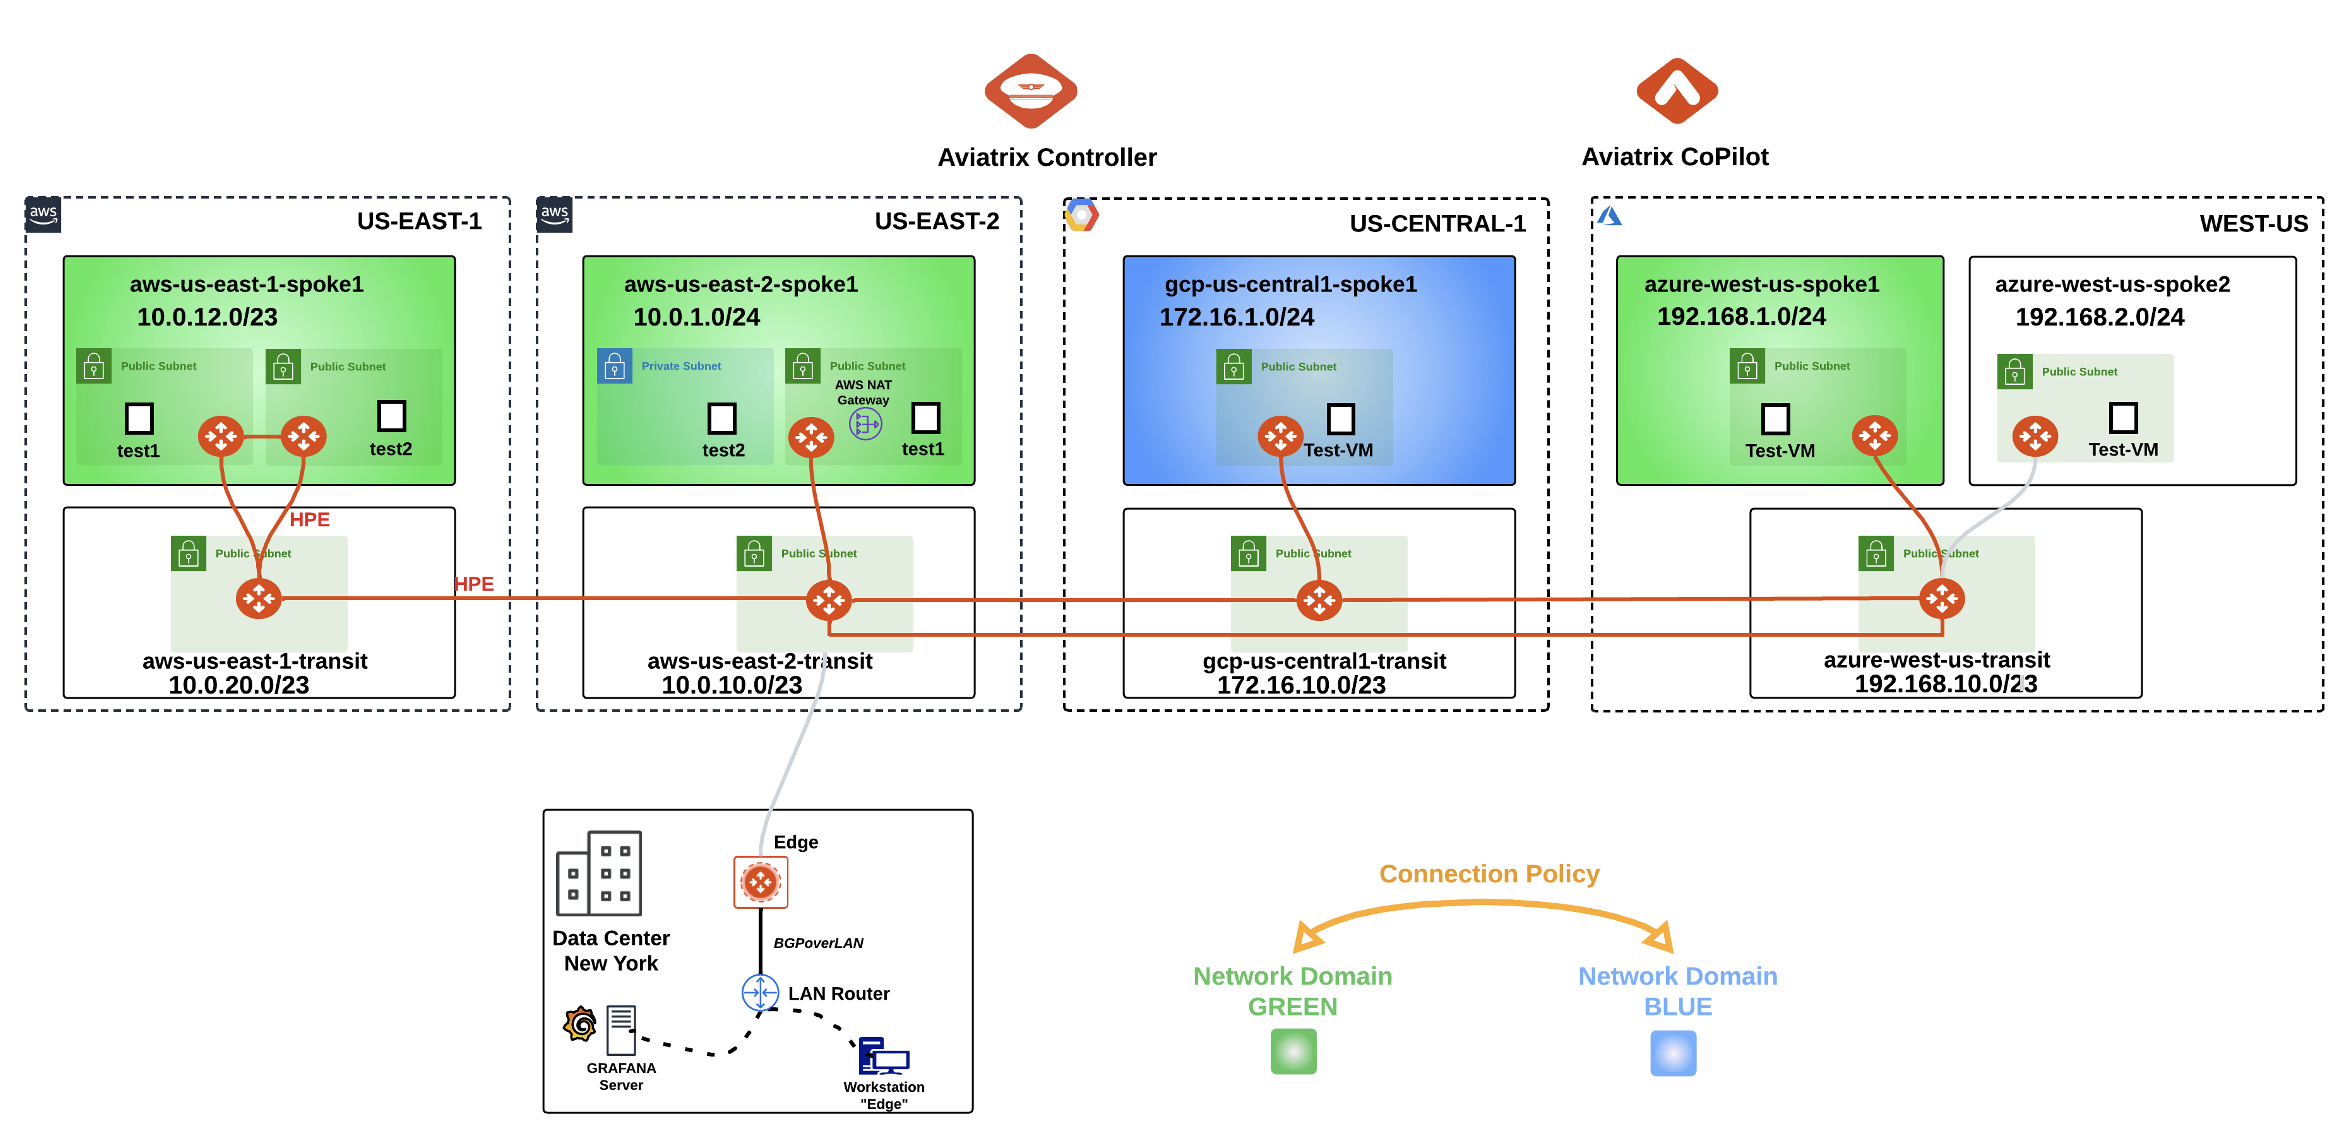 Aviatrix Controller
Aviatrix CoPilot
aws
US-EAST-1
aws-us-east-1-spoke1
10.0.12.0/23
Public Subnet
Public Subnet
test1
test2
HPE
Public Subnet
HPE
aws-us-east-1-transit
10.0.20.0/23
aws
US-EAST-2
aws-us-east-2-spoke1
10.0.1.0/24
Private Subnet
Public Subnet
AWS NAT
Gateway
test2
test1
Public Subnet
aws-us-east-2-transit
10.0.10.0/23
US-CENTRAL-1
gcp-us-central1-spoke1
172.16.1.0/24
Public Subnet
Test-VM
Public Subnet
gcp-us-central1-transit
172.16.10.0/23
WEST-US
azure-west-us-spoke1
192.168.1.0/24
Public Subnet
Test-VM
azure-west-us-spoke2
192.168.2.0/24
Public Subnet
Test-VM
Public Subnet
azure-west-us-transit
192.168.10.0/23
Edge
Data Center
New York
BGPoverLAN
LAN Router
GRAFANA
Server
Workstation
"Edge"
Connection Policy
Network Domain
GREEN
Network Domain
BLUE